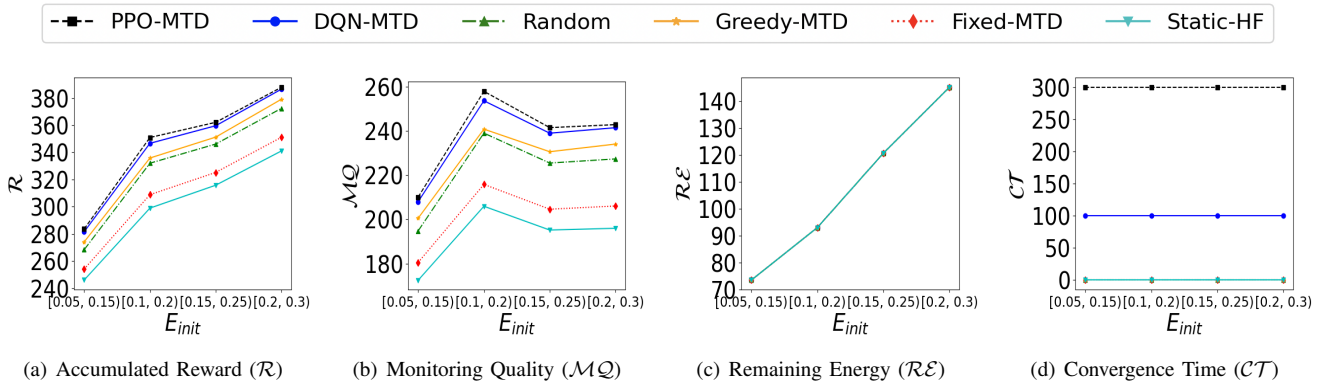 PPO-MTD DQN-MTD Random Greedy-MTD Fixed-MTD Static-HF
380
360
340
320
300
280
260
240
R
[0.05, 0.15) [0.1, 0.2) [0.15, 0.25) [0.2, 0.3)
E_init
260
240
220
200
180
MQ
[0.05, 0.15) [0.1, 0.2) [0.15, 0.25) [0.2, 0.3)
E_init
140
130
120
110
100
90
80
70
RE
[0.05, 0.15) [0.1, 0.2) [0.15, 0.25) [0.2, 0.3)
E_init
300
250
200
150
100
50
0
CT
[0.05, 0.15) [0.1, 0.2) [0.15, 0.25) [0.2, 0.3)
E_init
(a) Accumulated Reward (R) (b) Monitoring Quality (MQ) (c) Remaining Energy (RE) (d) Convergence Time (CT)